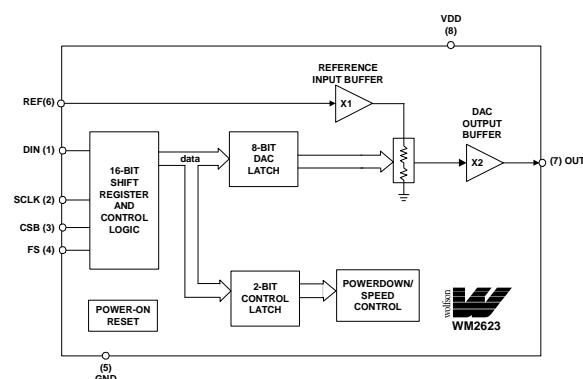 VDD
(8)
REFERENCE
INPUT BUFFER
REF(6)
X1
DAC
OUTPUT
BUFFER
DIN (1)
16-BIT
SHIFT
REGISTER
AND
CONTROL
LOGIC
data
8-BIT
DAC
LATCH
X2
(7) OUT
SCLK (2)
CSB (3)
FS (4)
2-BIT
CONTROL
LATCH
POWERDOWN/
SPEED
CONTROL
POWER-ON
RESET
wolfson
WM2623
(5)
GND